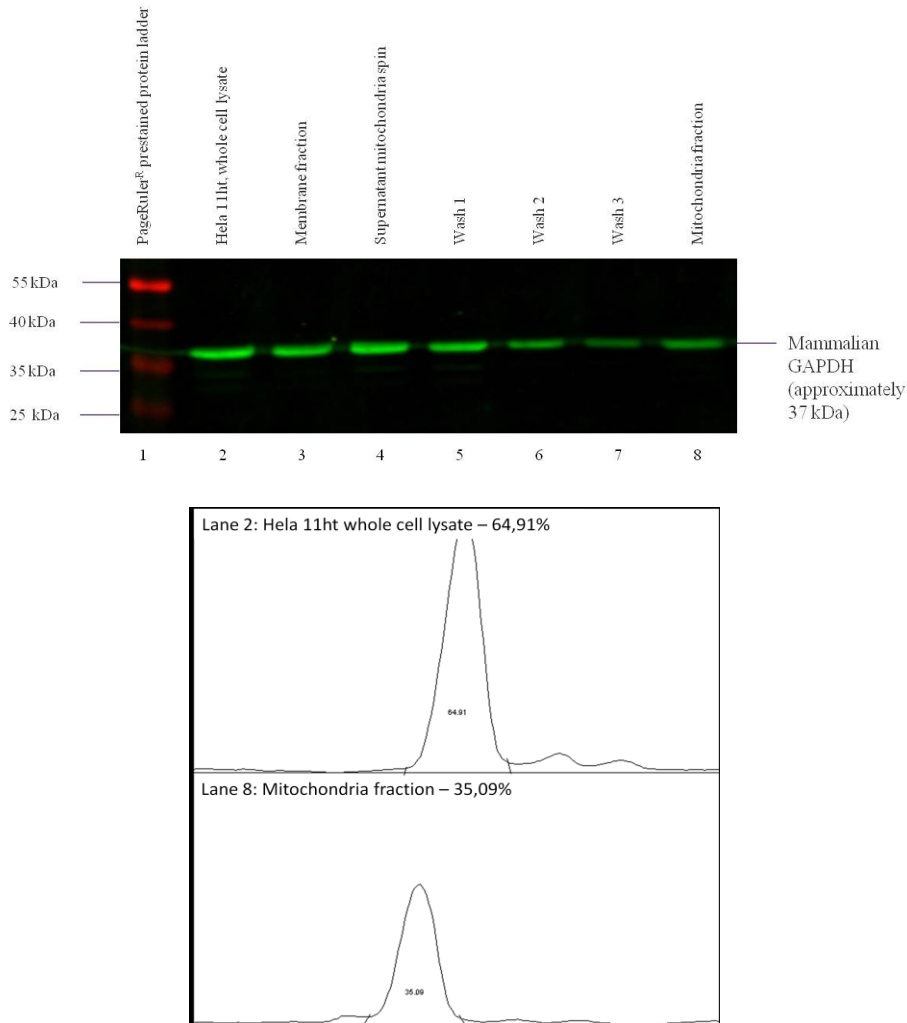 PageRulerR prestained protein ladder
Hela 11ht, whole cell lysate
Membrane fraction
Supernatant mitochondria spin
Wash 1
Wash 2
Wash 3
Mitochondria fraction
55 kDa
40 kDa
35 kDa
25 kDa
Mammalian
GAPDH
(approximately
37 kDa)
1 2 3 4 5 6 7 8
Lane 2: Hela 11ht whole cell lysate – 64,91%
64.91
Lane 8: Mitochondria fraction – 35,09%
35.09